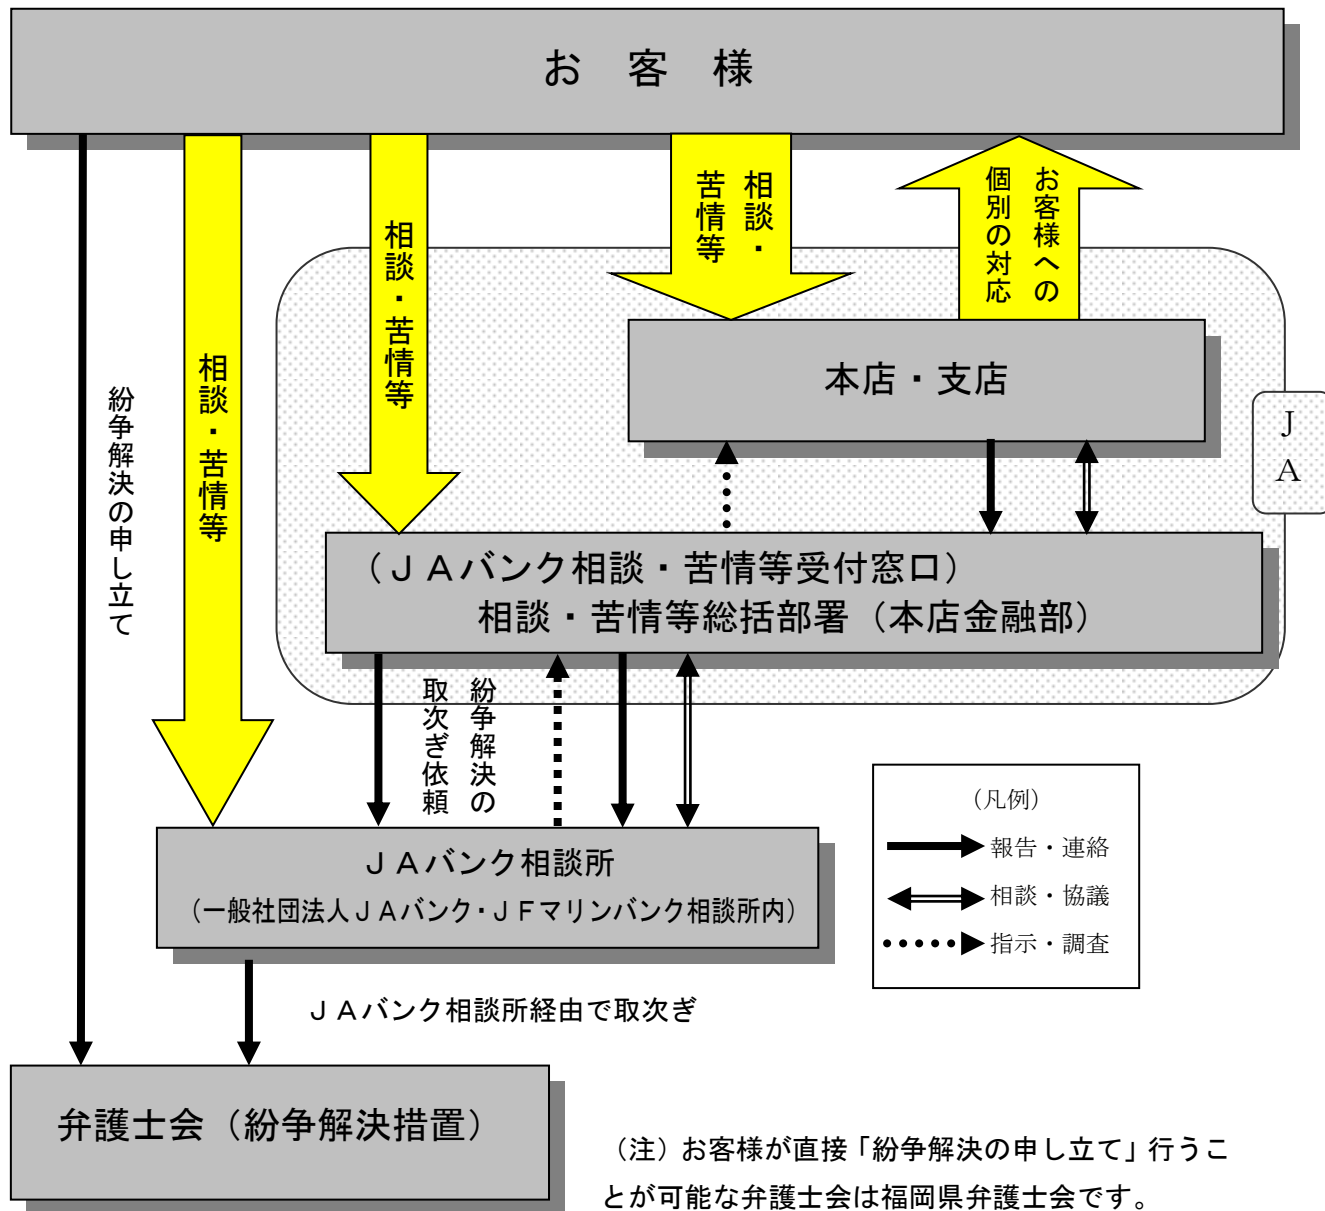 お 客 様
相談・
苦情等
お客様への
個別の対応
相談・苦情等
相談・苦情等
紛争解決の申し立て
本店・支店
ＪＡ
（ＪＡバンク相談・苦情等受付窓口）
相談・苦情等総括部署（本店金融部）
紛争解決の
取次ぎ依頼
（凡例）
報告・連絡
相談・協議
指示・調査
ＪＡバンク相談所
（一般社団法人ＪＡバンク・ＪＦマリンバンク相談所内）
ＪＡバンク相談所経由で取次ぎ
弁護士会（紛争解決措置）
（注）お客様が直接「紛争解決の申し立て」行うこ
とが可能な弁護士会は福岡県弁護士会です。